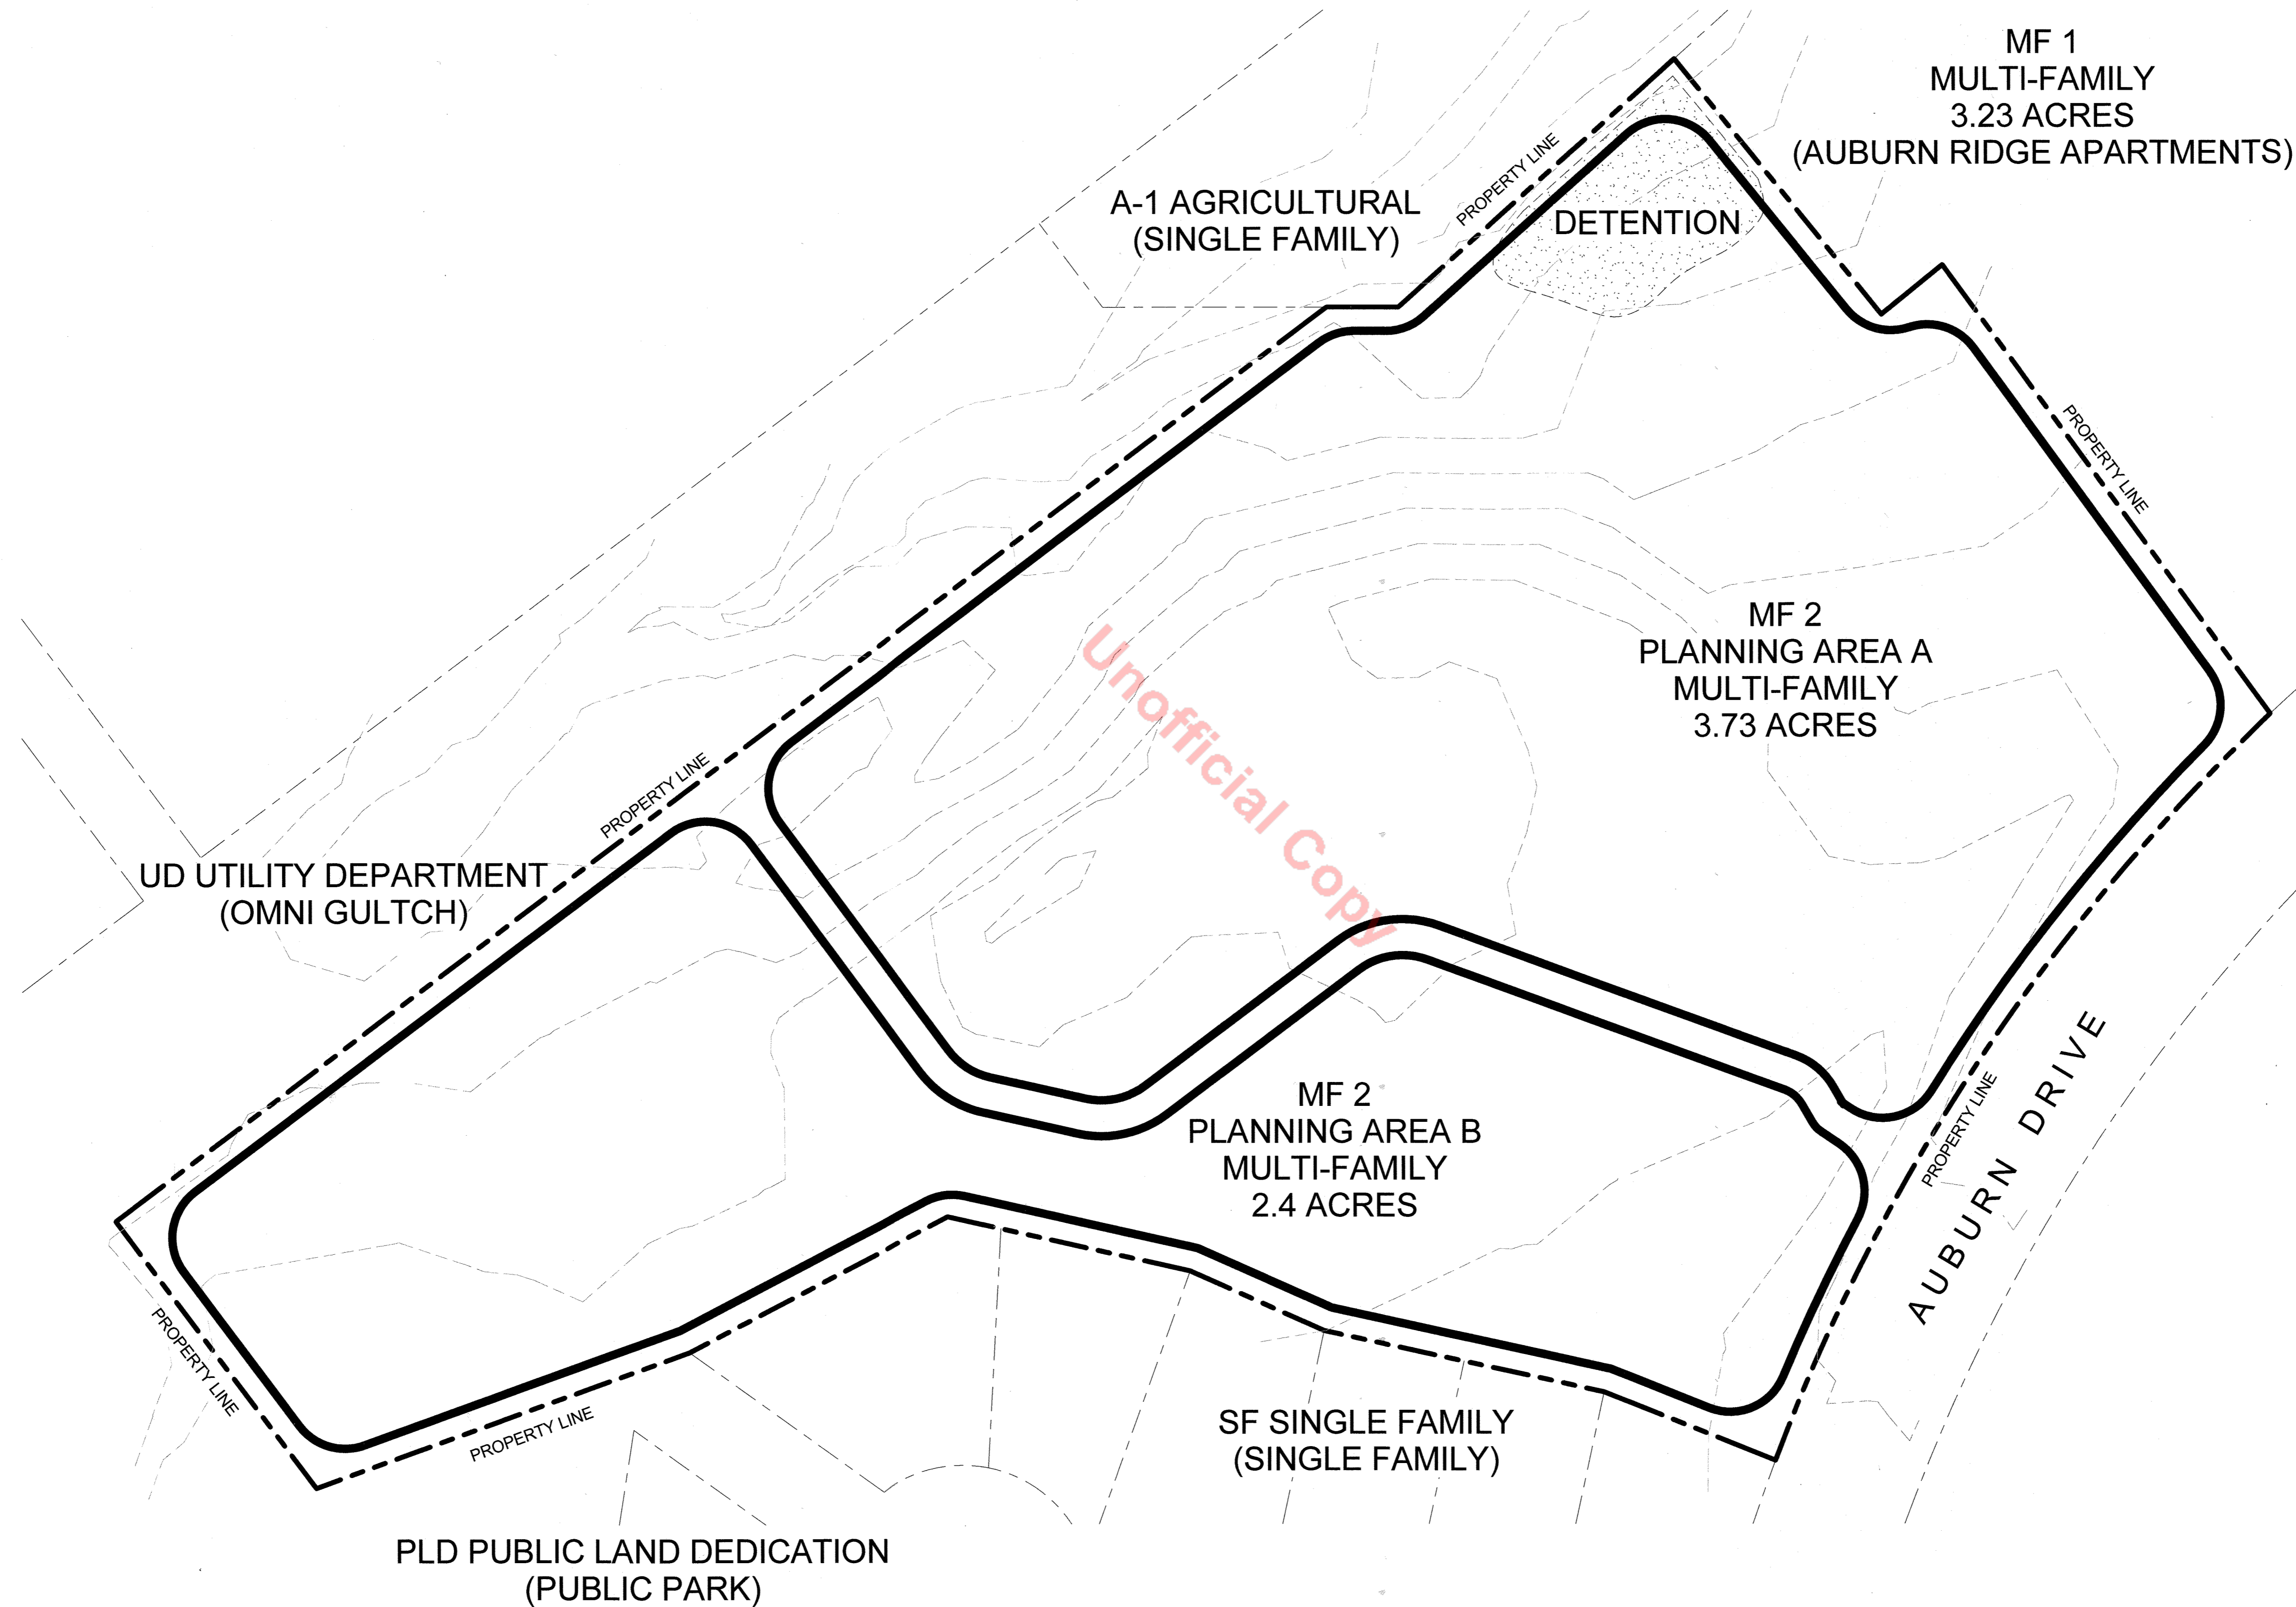 MF 1
MULTI-FAMILY
3.23 ACRES
(AUBURN RIDGE APARTMENTS)
A-1 AGRICULTURAL
(SINGLE FAMILY)
PROPERTY LINE
DETENTION
PROPERTY LINE
MF 2
PLANNING AREA A
MULTI-FAMILY
3.73 ACRES
Unofficial Copy
PROPERTY LINE
UD UTILITY DEPARTMENT
(OMNI GULTCH)
MF 2
PLANNING AREA B
MULTI-FAMILY
2.4 ACRES
PROPERTY LINE
AUBURN DRIVE
PROPERTY LINE
PROPERTY LINE
SF SINGLE FAMILY
(SINGLE FAMILY)
PLD PUBLIC LAND DEDICATION
(PUBLIC PARK)